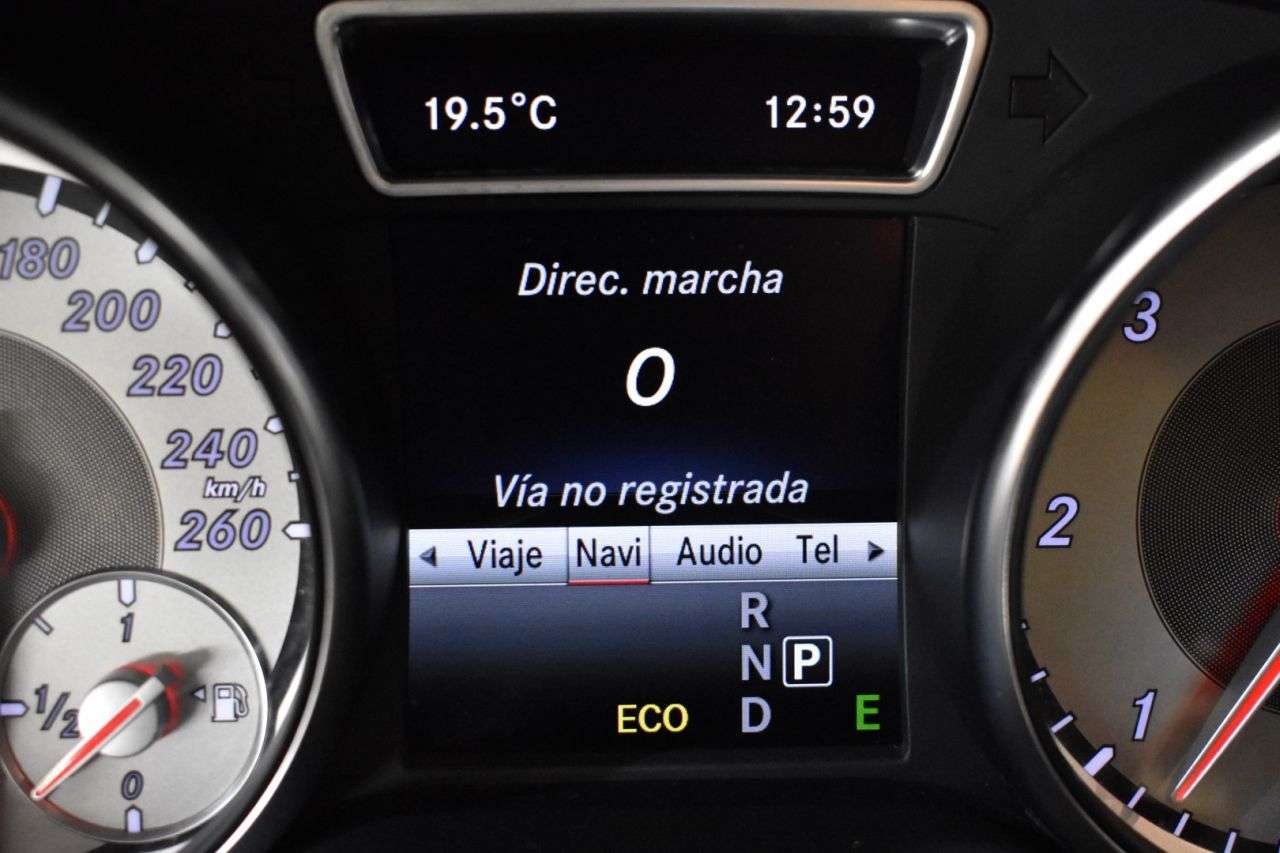 19.5°C 12:59
Direc. marcha
O
Vía no registrada
Viaje Navi Audio Tel
R
N P
ECO D E
180
200
220
240
km/h
260
1
1/2
0
3
2
1